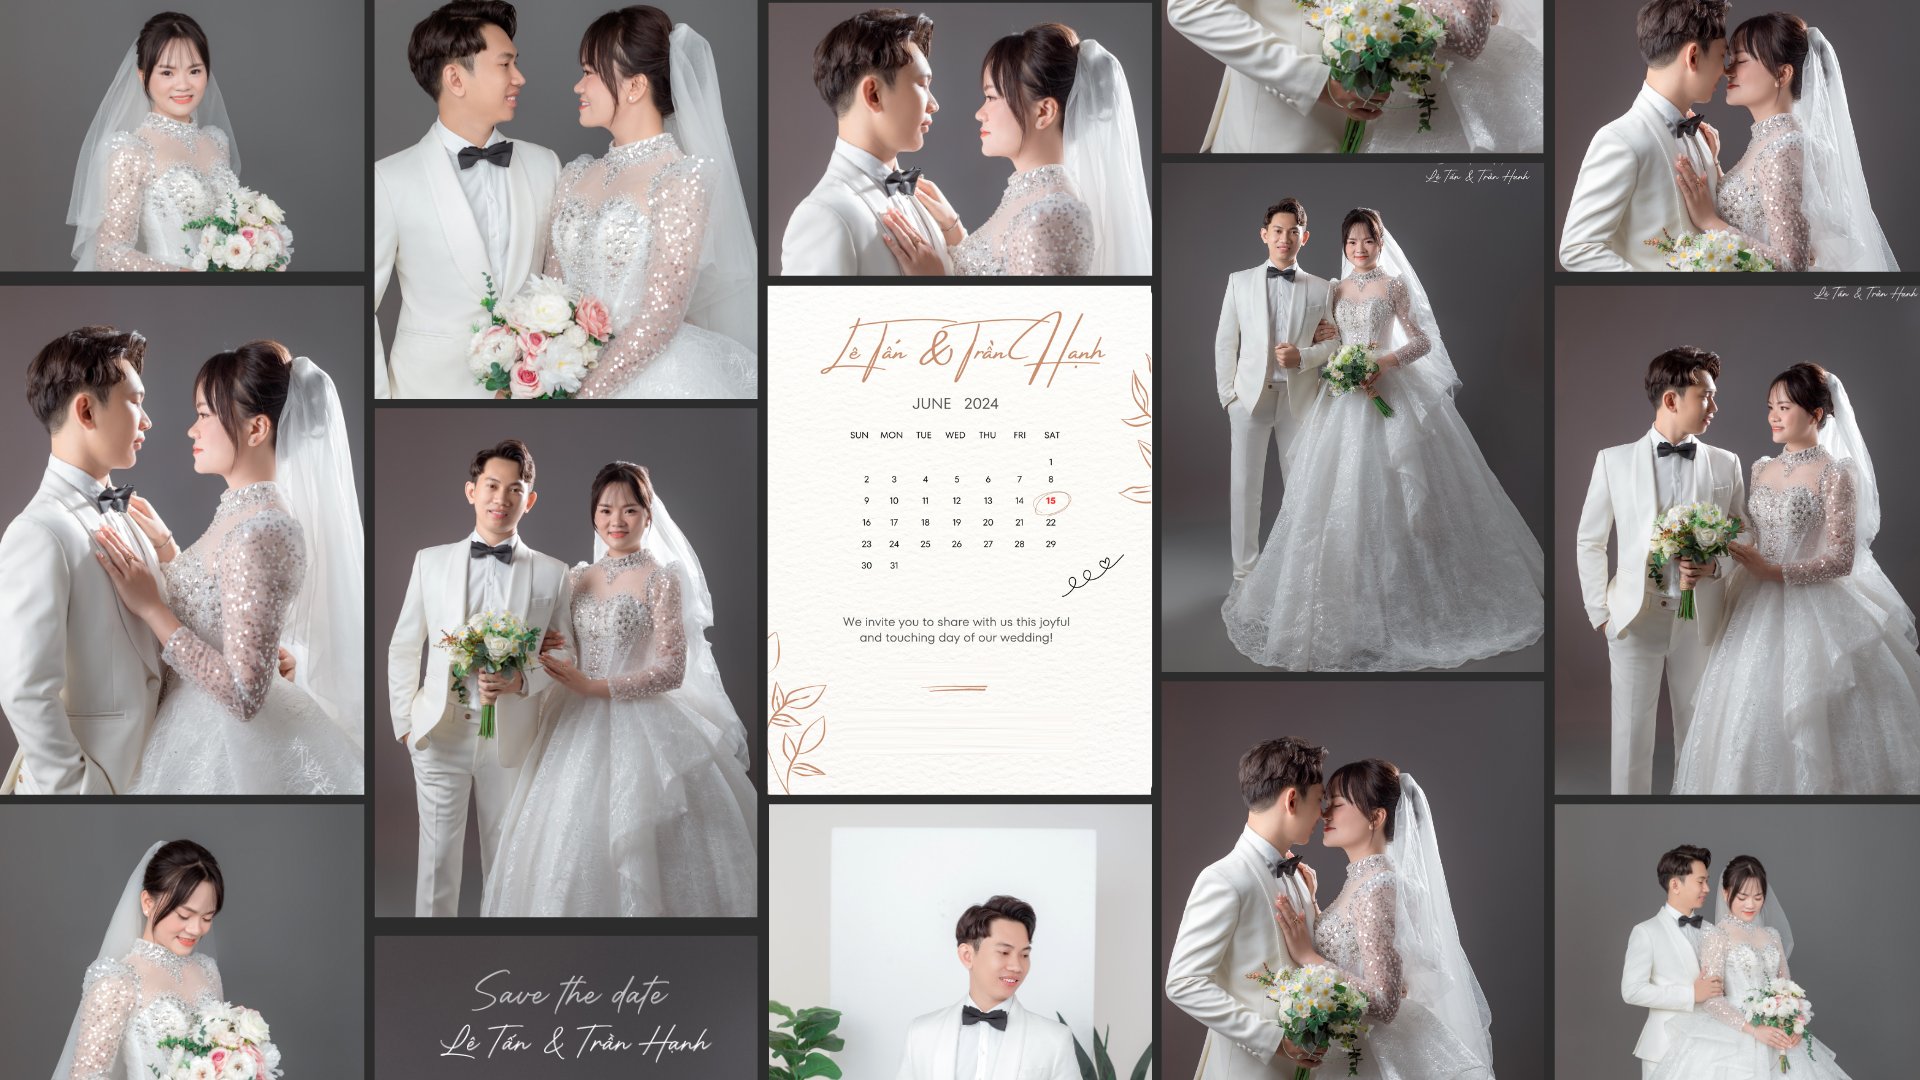 Lê Tấn & Trần Hạnh
Lê Tấn & Trần Hạnh
Lê Tấn & Trần Hạnh
JUNE 2024
SUN MON TUE WED THU FRI SAT
1
2 3 4 5 6 7 8
9 10 11 12 13 14 15
16 17 18 19 20 21 22
23 24 25 26 27 28 29
30 31
We invite you to share with us this joyful
and touching day of our wedding!
Save the date
Lê Tấn & Trần Hạnh